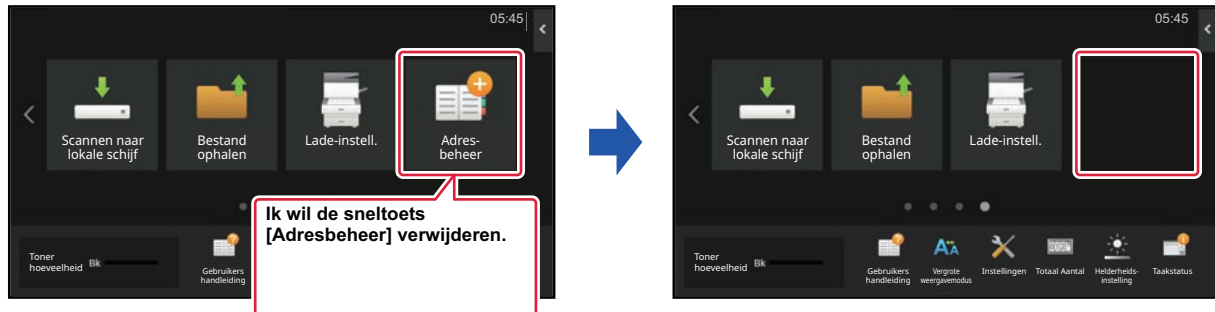 05:45
Scannen naar
lokale schijf
Bestand
ophalen
Lade-instell.
Adres-
beheer
Ik wil de sneltoets
[Adresbeheer] verwijderen.
Toner
hoeveelheid
Bk
Gebruikers
handleiding
05:45
Scannen naar
lokale schijf
Bestand
ophalen
Lade-instell.
Toner
hoeveelheid
Bk
Gebruikers
handleiding
Vergrote
weergavemodus
Instellingen
Totaal Aantal
Helderheids-
instelling
Taakstatus